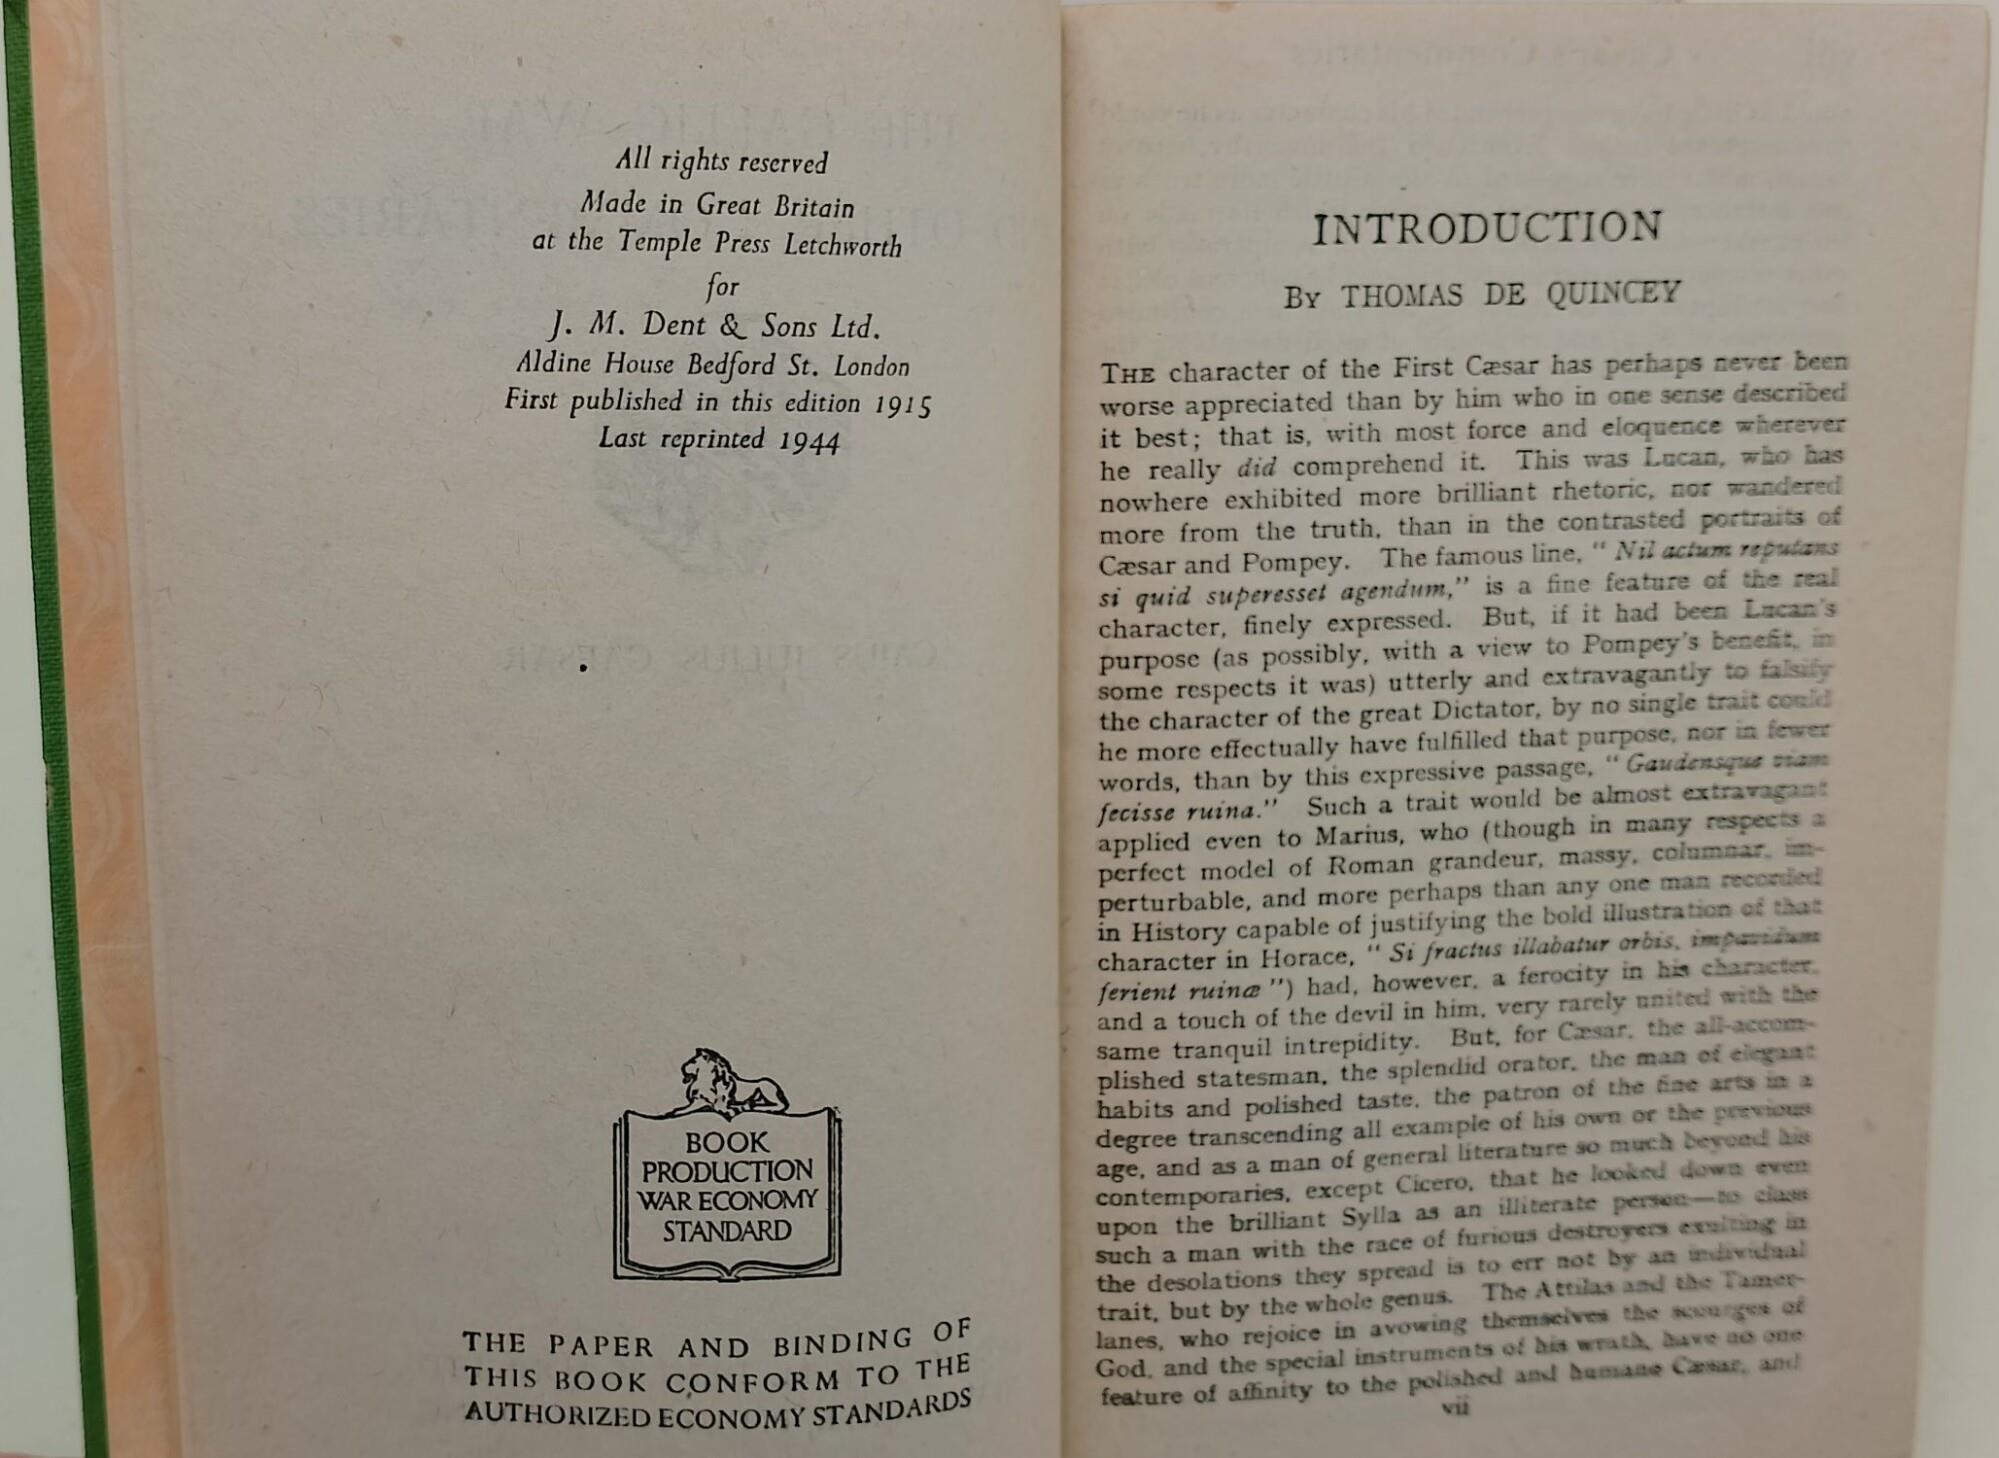 All rights reserved
Made in Great Britain
at the Temple Press Letchworth
for
J. M. Dent & Sons Ltd.
Aldine House Bedford St. London
First published in this edition 1915
Last reprinted 1944
BOOK
PRODUCTION
WAR ECONOMY
STANDARD
THE PAPER AND BINDING OF
THIS BOOK CONFORM TO THE
AUTHORIZED ECONOMY STANDARDS
INTRODUCTION
By THOMAS DE QUINCEY
THE character of the First Cæsar has perhaps never been
worse appreciated than by him who in one sense described
it best; that is, with most force and eloquence wherever
he really did comprehend it. This was Lucan, who has
nowhere exhibited more brilliant rhetoric, nor wandered
more from the truth, than in the contrasted portraits of
Cæsar and Pompey. The famous line, "Nil actum reputans
si quid superesset agendum," is a fine feature of the real
character, finely expressed. But, if it had been Lucan's
purpose (as possibly, with a view to Pompey's benefit, in
some respects it was) utterly and extravagantly to falsify
the character of the great Dictator, by no single trait could
he more effectually have fulfilled that purpose, nor in fewer
words, than by this expressive passage, "Gaudensque viam
fecisse ruina." Such a trait would be almost extravagant
applied even to Marius, who (though in many respects a
perfect model of Roman grandeur, massy, columnar, im-
perturbable, and more perhaps than any one man recorded
in History capable of justifying the bold illustration of that
character in Horace, "Si fractus illabatur orbis, impavidum
ferient ruinæ") had, however, a ferocity in his character,
and a touch of the devil in him, very rarely united with the
same tranquil intrepidity. But, for Cæsar, the all-accom-
plished statesman, the splendid orator, the man of elegant
habits and polished taste, the patron of the fine arts in a
degree transcending all example of his own or the previous
age, and as a man of general literature so much beyond his
contemporaries, except Cicero, that he looked down even
upon the brilliant Sylla as an illiterate person—to class
such a man with the race of furious destroyers exulting in
the desolations they spread is to err not by an individual
trait, but by the whole genus. The Attilas and the Tamer-
lanes, who rejoice in avowing themselves the scourges of
God, and the special instruments of his wrath, have no one
feature of affinity to the polished and humane Cæsar, and
vii